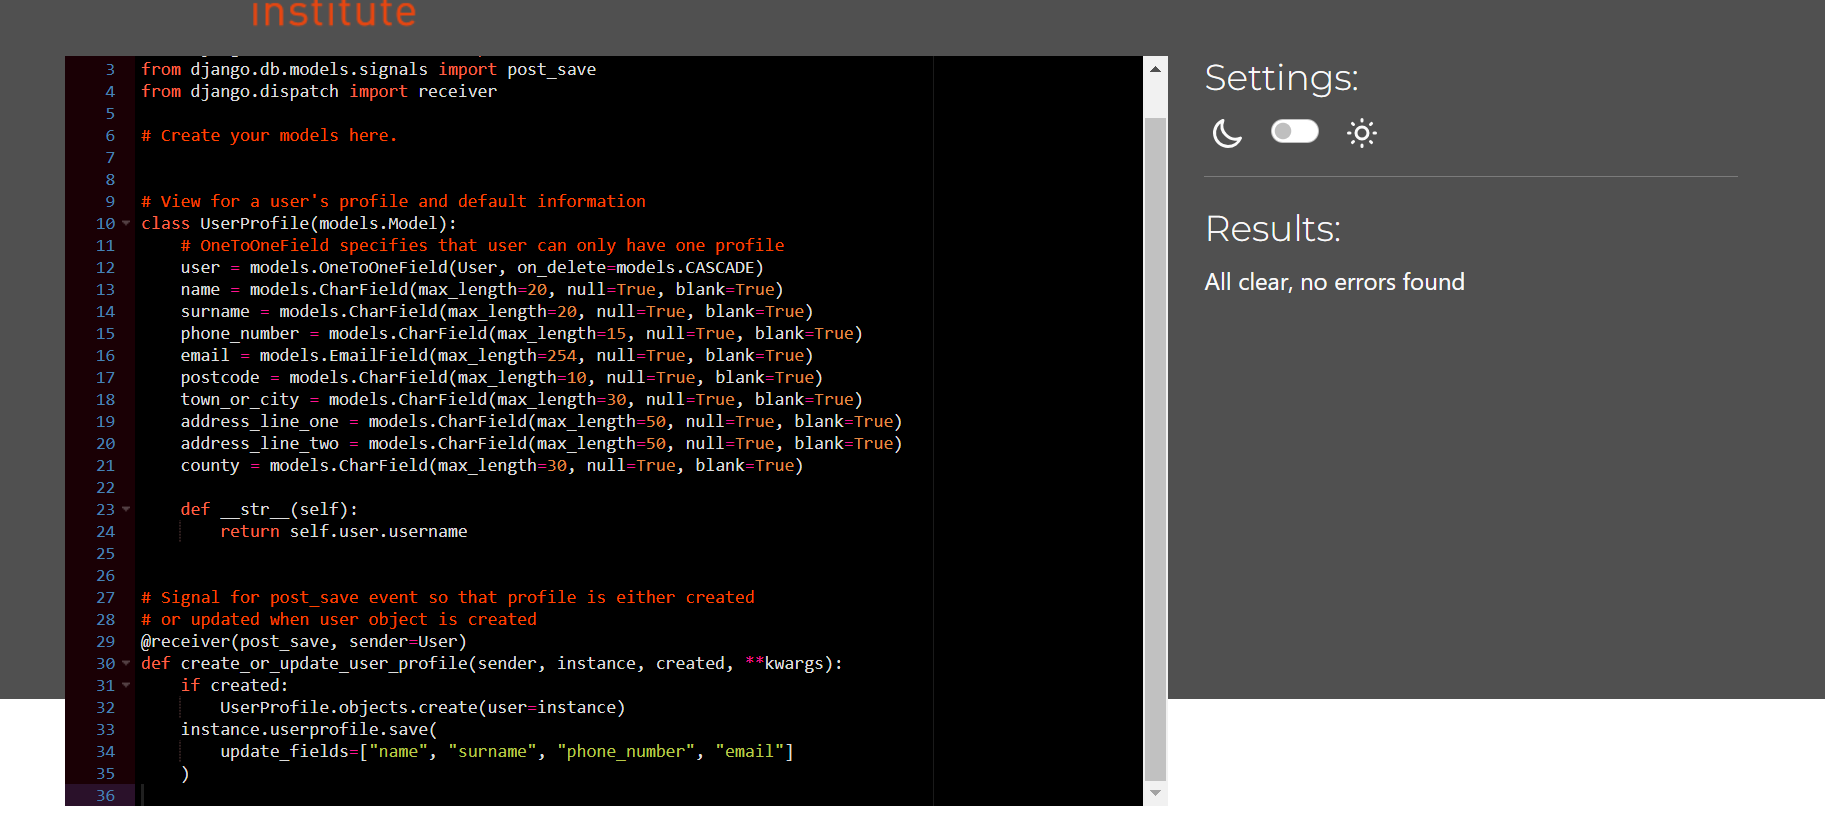 institute
3 from django.db.models.signals import post_save
4 from django.dispatch import receiver
5
6 # Create your models here.
7
8
9 # View for a user's profile and default information
10 class UserProfile(models.Model):
11     # OneToOneField specifies that user can only have one profile
12     user = models.OneToOneField(User, on_delete=models.CASCADE)
13     name = models.CharField(max_length=20, null=True, blank=True)
14     surname = models.CharField(max_length=20, null=True, blank=True)
15     phone_number = models.CharField(max_length=15, null=True, blank=True)
16     email = models.EmailField(max_length=254, null=True, blank=True)
17     postcode = models.CharField(max_length=10, null=True, blank=True)
18     town_or_city = models.CharField(max_length=30, null=True, blank=True)
19     address_line_one = models.CharField(max_length=50, null=True, blank=True)
20     address_line_two = models.CharField(max_length=50, null=True, blank=True)
21     county = models.CharField(max_length=30, null=True, blank=True)
22
23     def __str__(self):
24         return self.user.username
25
26
27 # Signal for post_save event so that profile is either created
28 # or updated when user object is created
29 @receiver(post_save, sender=User)
30 def create_or_update_user_profile(sender, instance, created, **kwargs):
31     if created:
32         UserProfile.objects.create(user=instance)
33     instance.userprofile.save(
34         update_fields=["name", "surname", "phone_number", "email"]
35     )
36
Settings:
Results:
All clear, no errors found